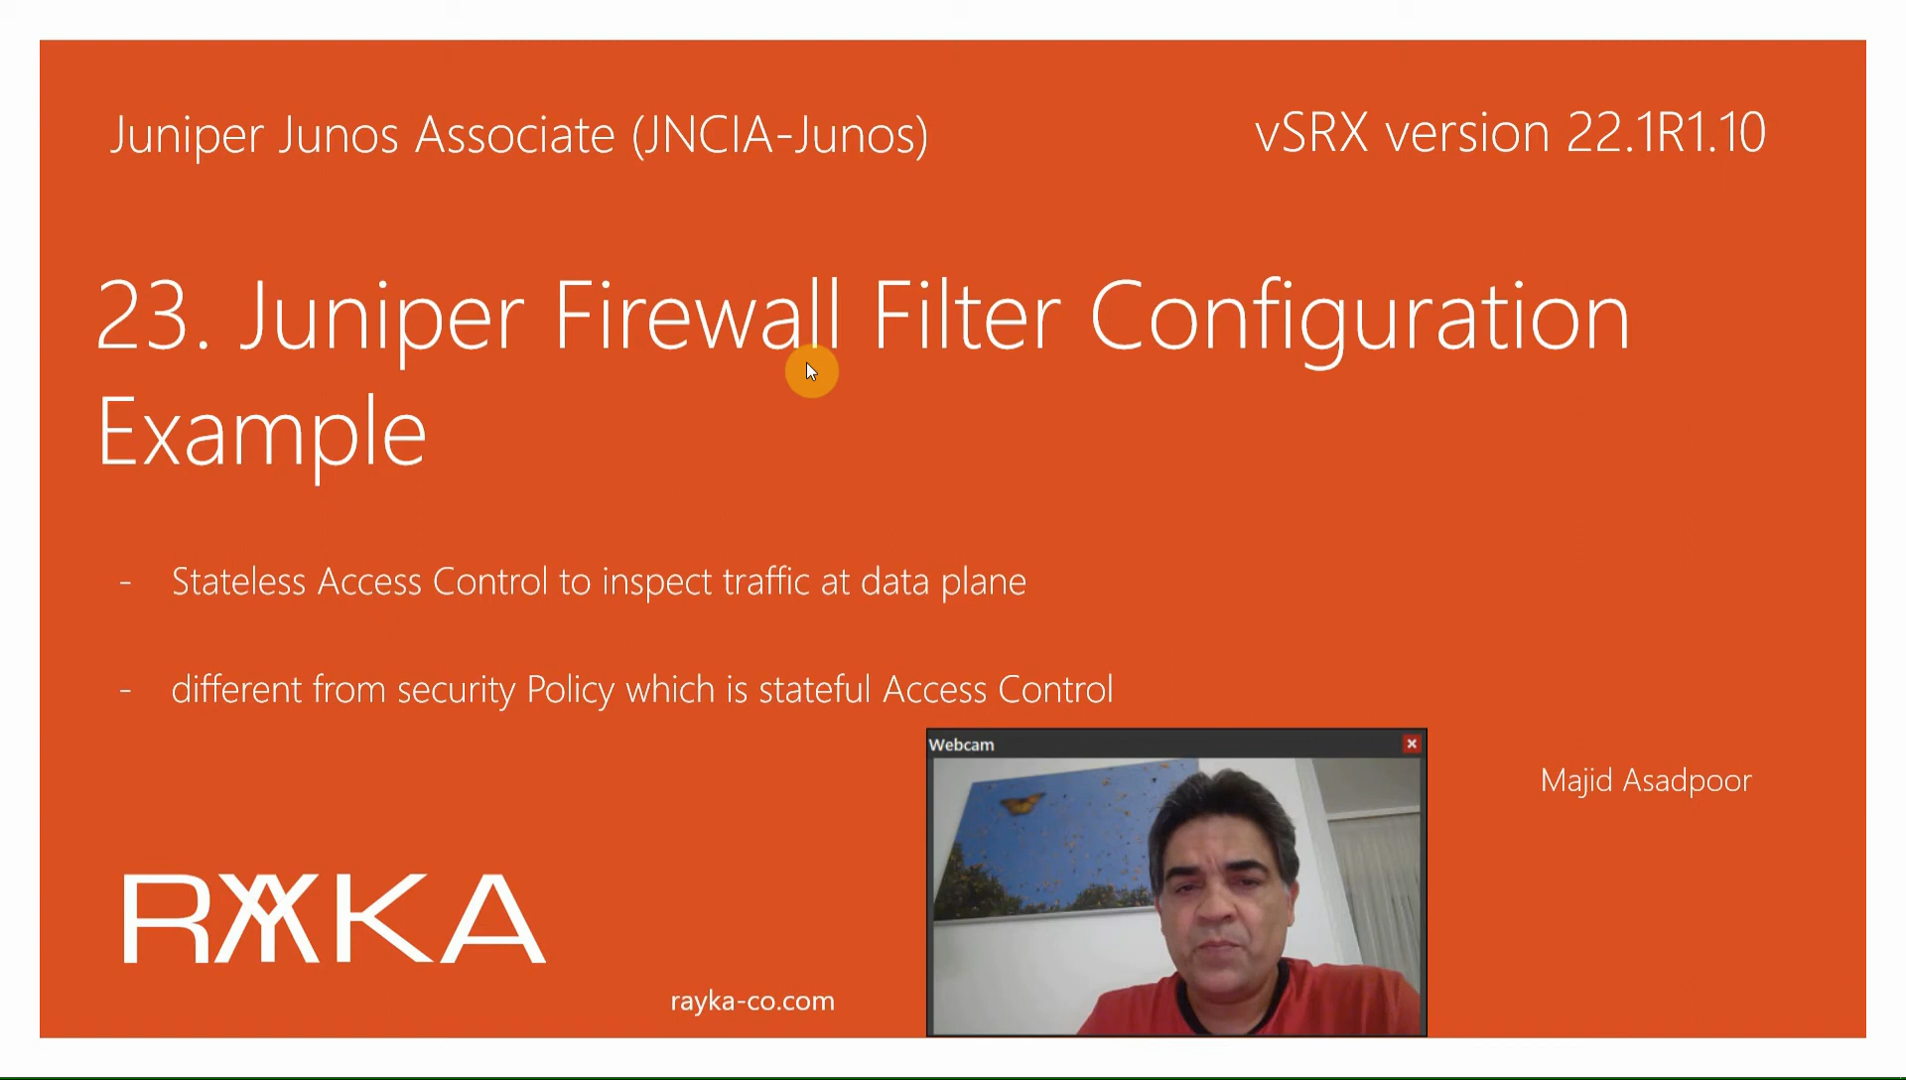 Juniper Junos Associate (JNCIA-Junos)
vSRX version 22.1R1.10
23. Juniper Firewall Filter Configuration
Example
- Stateless Access Control to inspect traffic at data plane
- different from security Policy which is stateful Access Control
Webcam
Majid Asadpoor
RAYKA
rayka-co.com